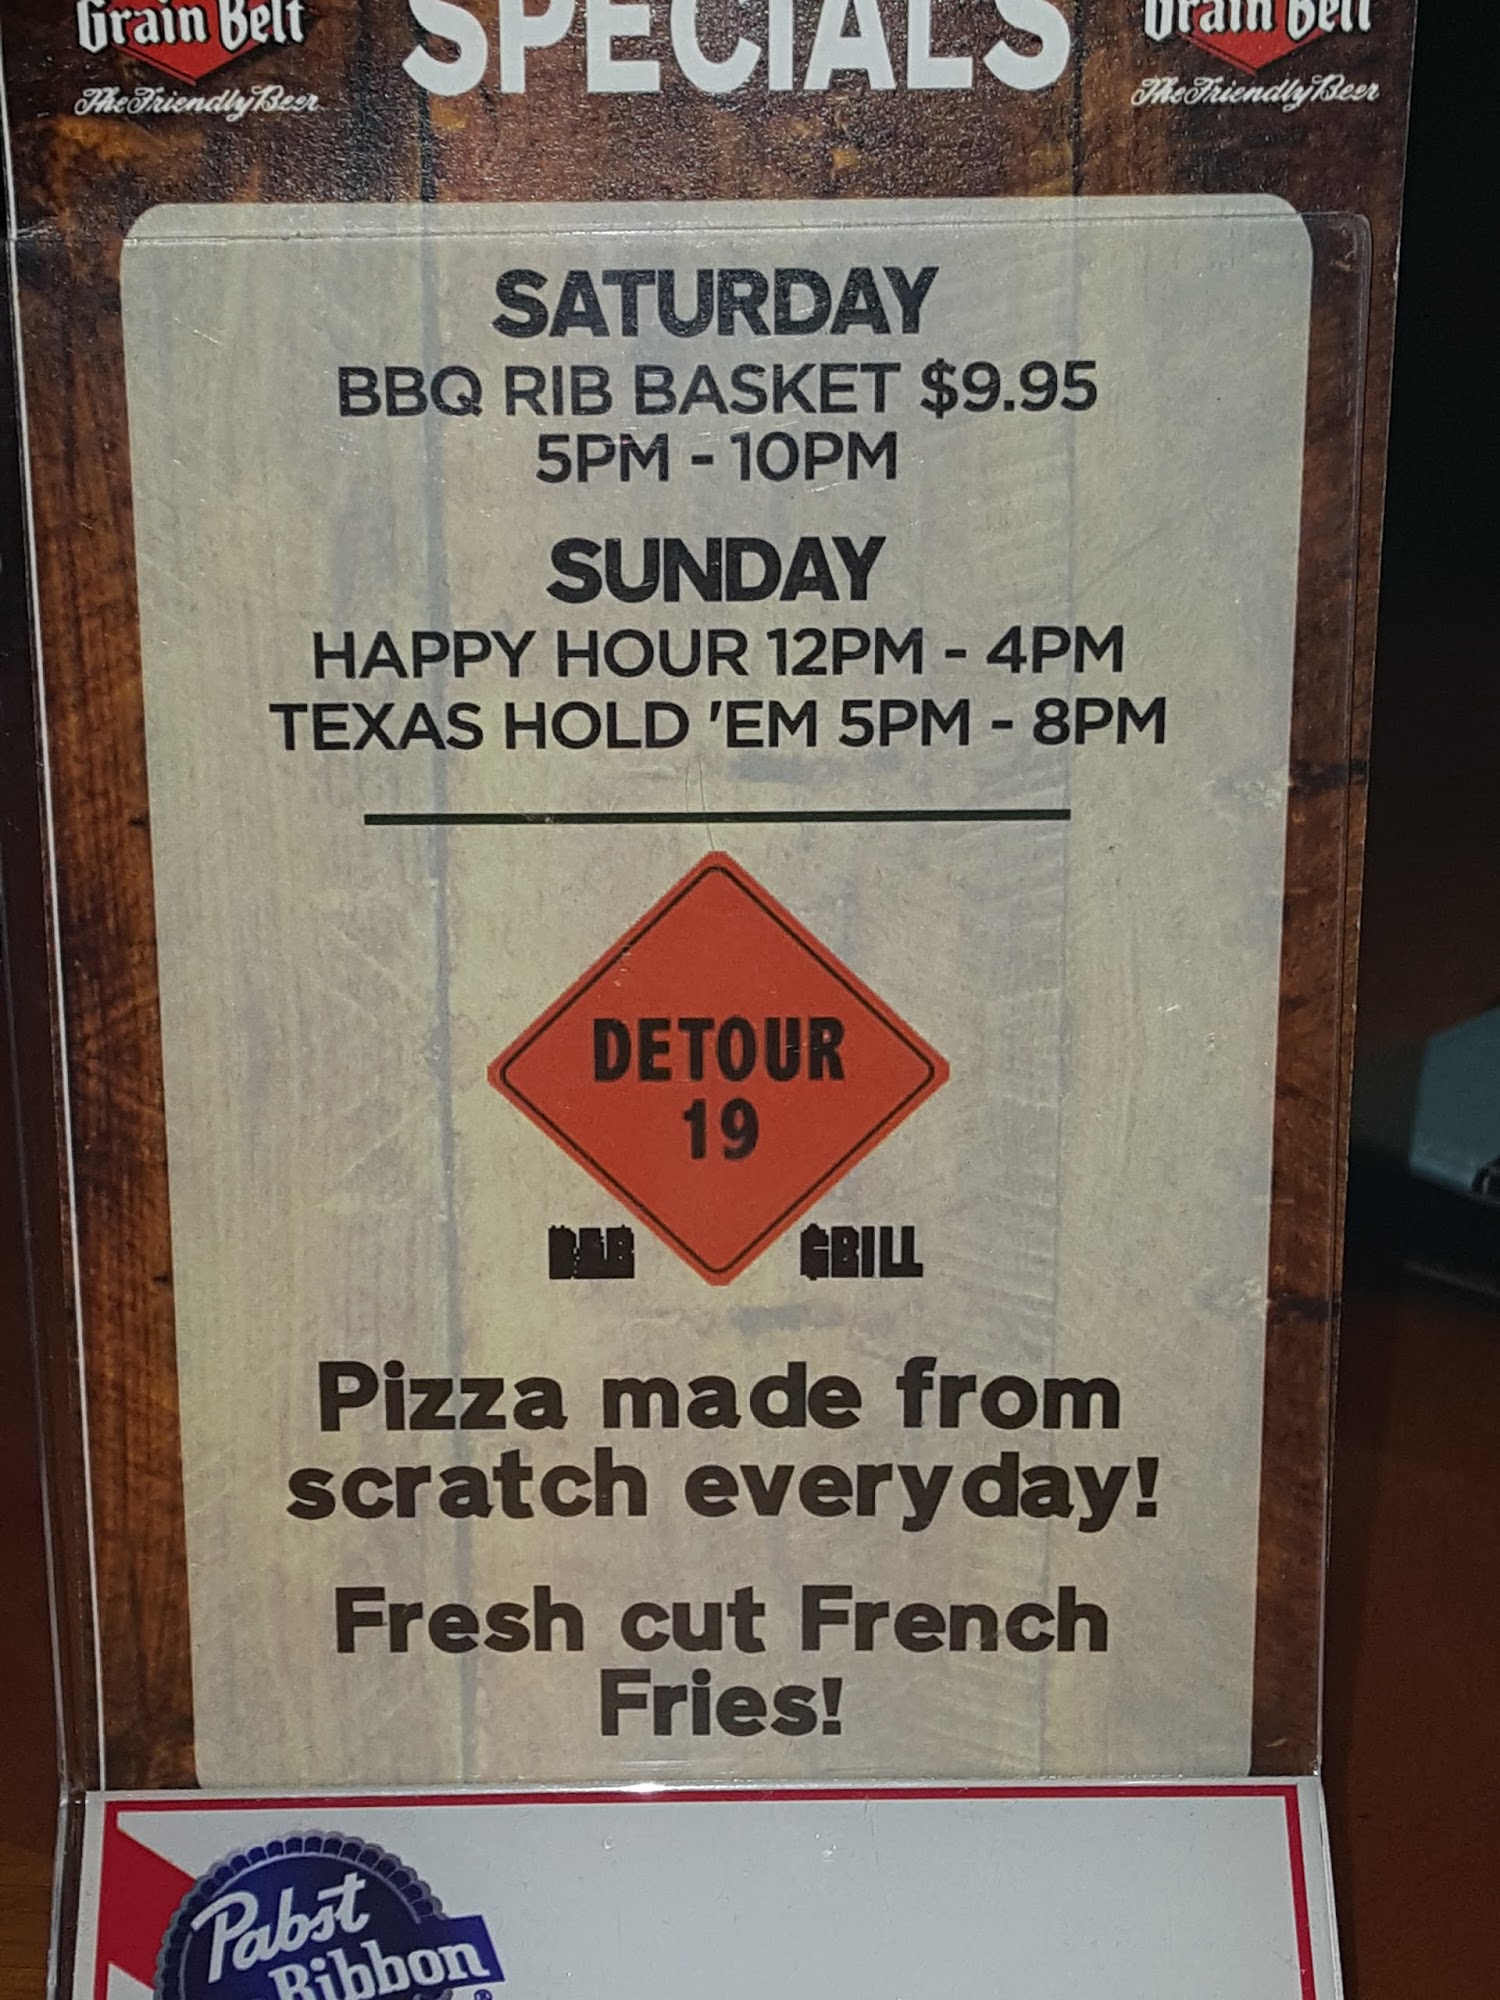 Grain Belt
The Friendly Beer
SPECIALS
Grain Belt
The Friendly Beer
SATURDAY
BBQ RIB BASKET $9.95
5PM - 10PM
SUNDAY
HAPPY HOUR 12PM - 4PM
TEXAS HOLD 'EM 5PM - 8PM
DETOUR
19
BAR GRILL
Pizza made from
scratch everyday!
Fresh cut French
Fries!
Pabst
Ribbon
®